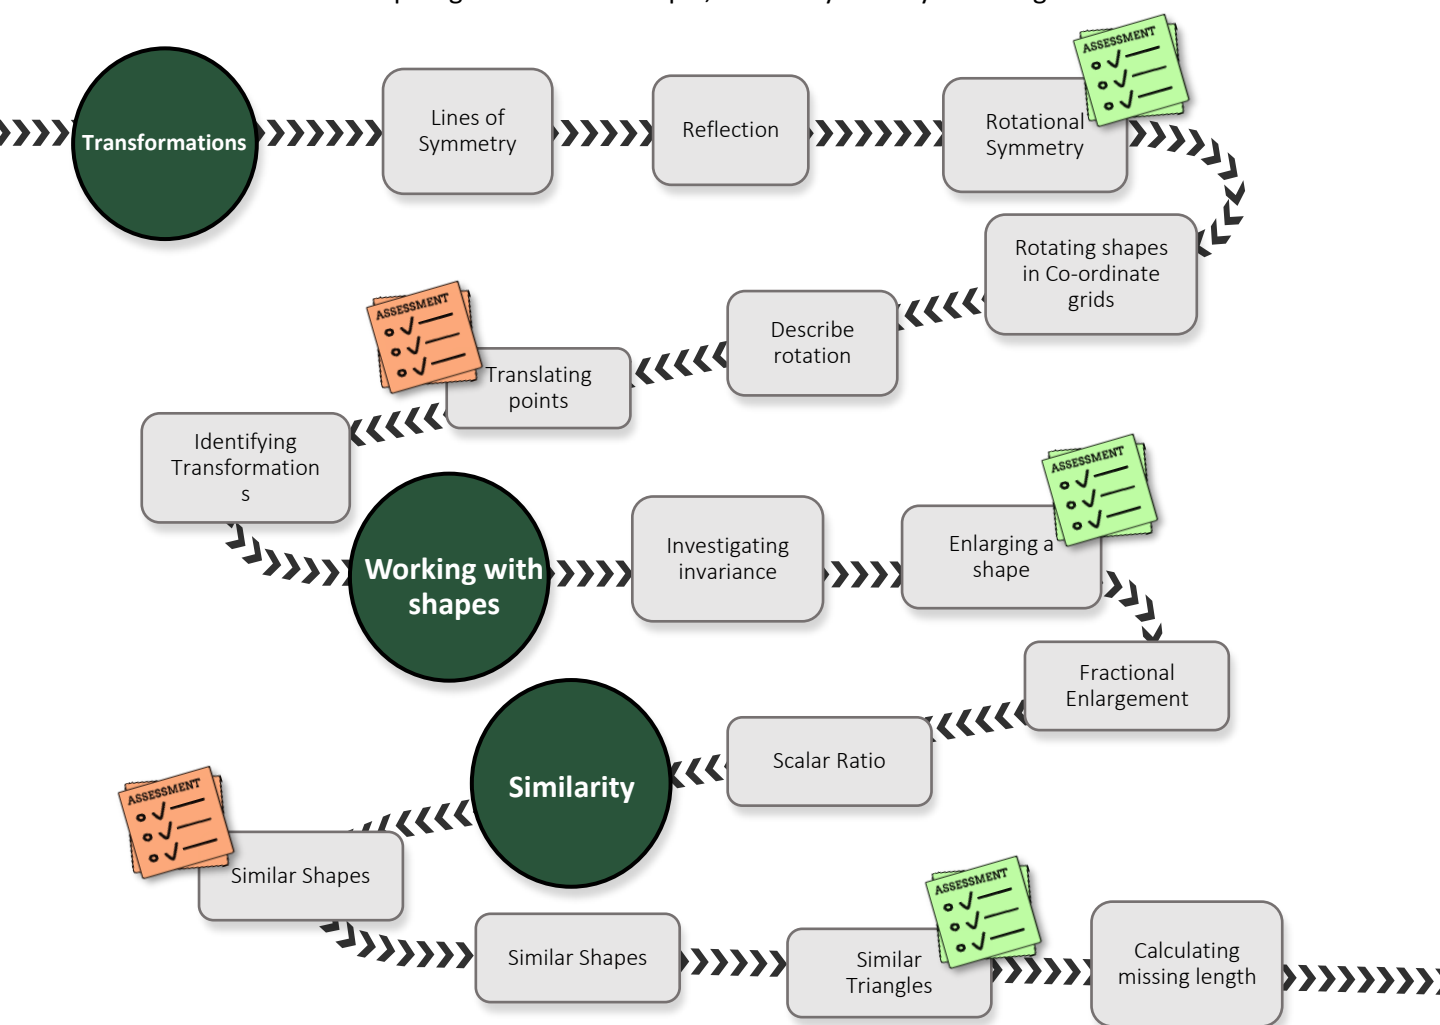 Transformations
Lines of
Symmetry
Reflection
Rotational
Symmetry
ASSESSMENT
Rotating shapes
in Co-ordinate
grids
Describe
rotation
ASSESSMENT
Translating
points
Identifying
Transformation
s
Working with
shapes
Investigating
invariance
ASSESSMENT
Enlarging a
shape
Fractional
Enlargement
Scalar Ratio
Similarity
ASSESSMENT
Similar Shapes
Similar Shapes
ASSESSMENT
Similar
Triangles
Calculating
missing length